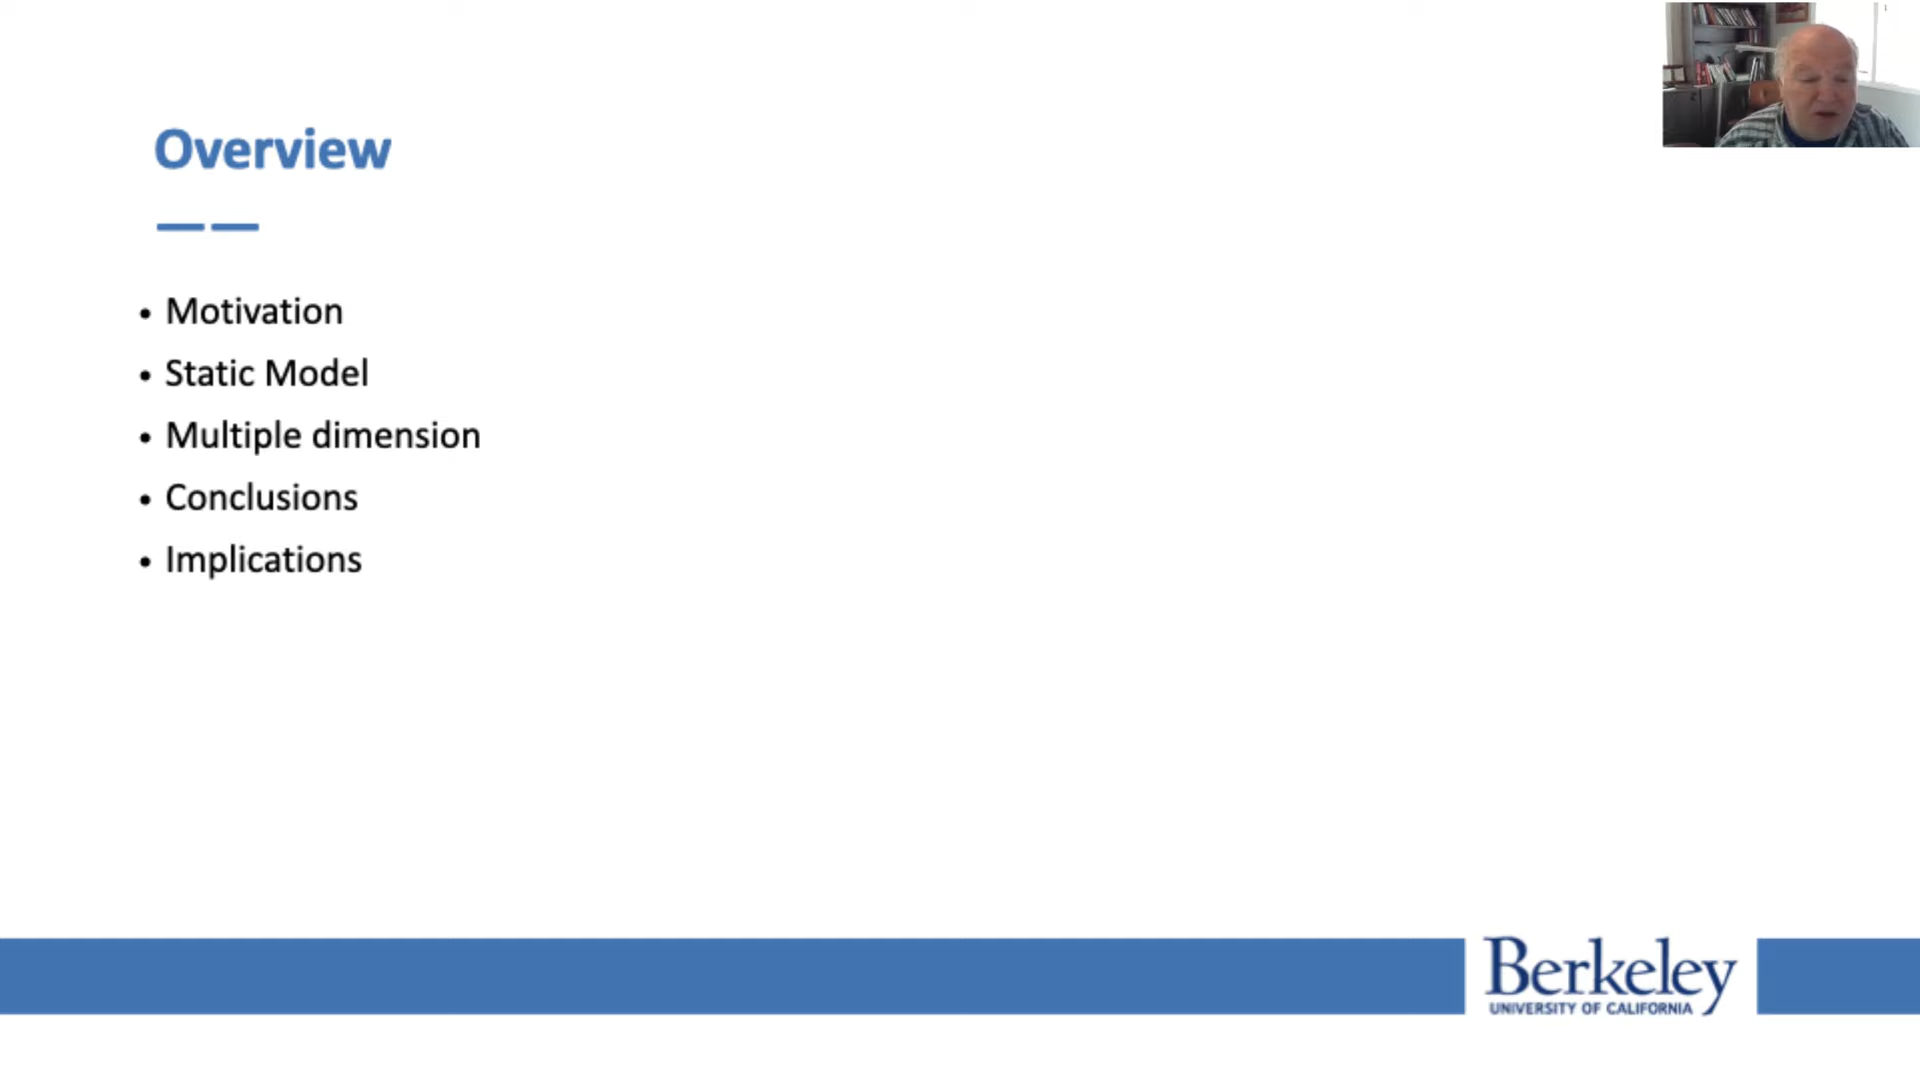 Overview
• Motivation
• Static Model
• Multiple dimension
• Conclusions
• Implications
Berkeley
UNIVERSITY OF CALIFORNIA